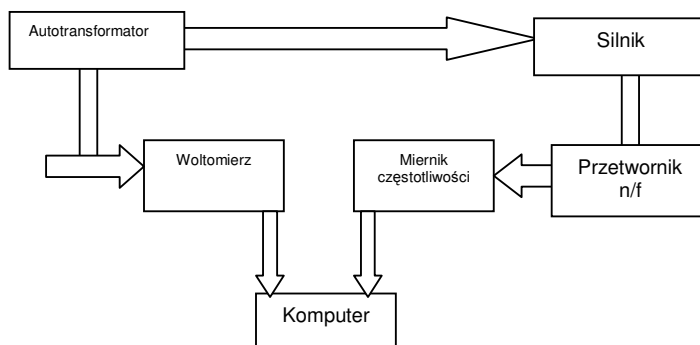 Autotransformator
Silnik
Woltomierz
Miernik
częstotliwości
Przetwornik
n/f
Komputer